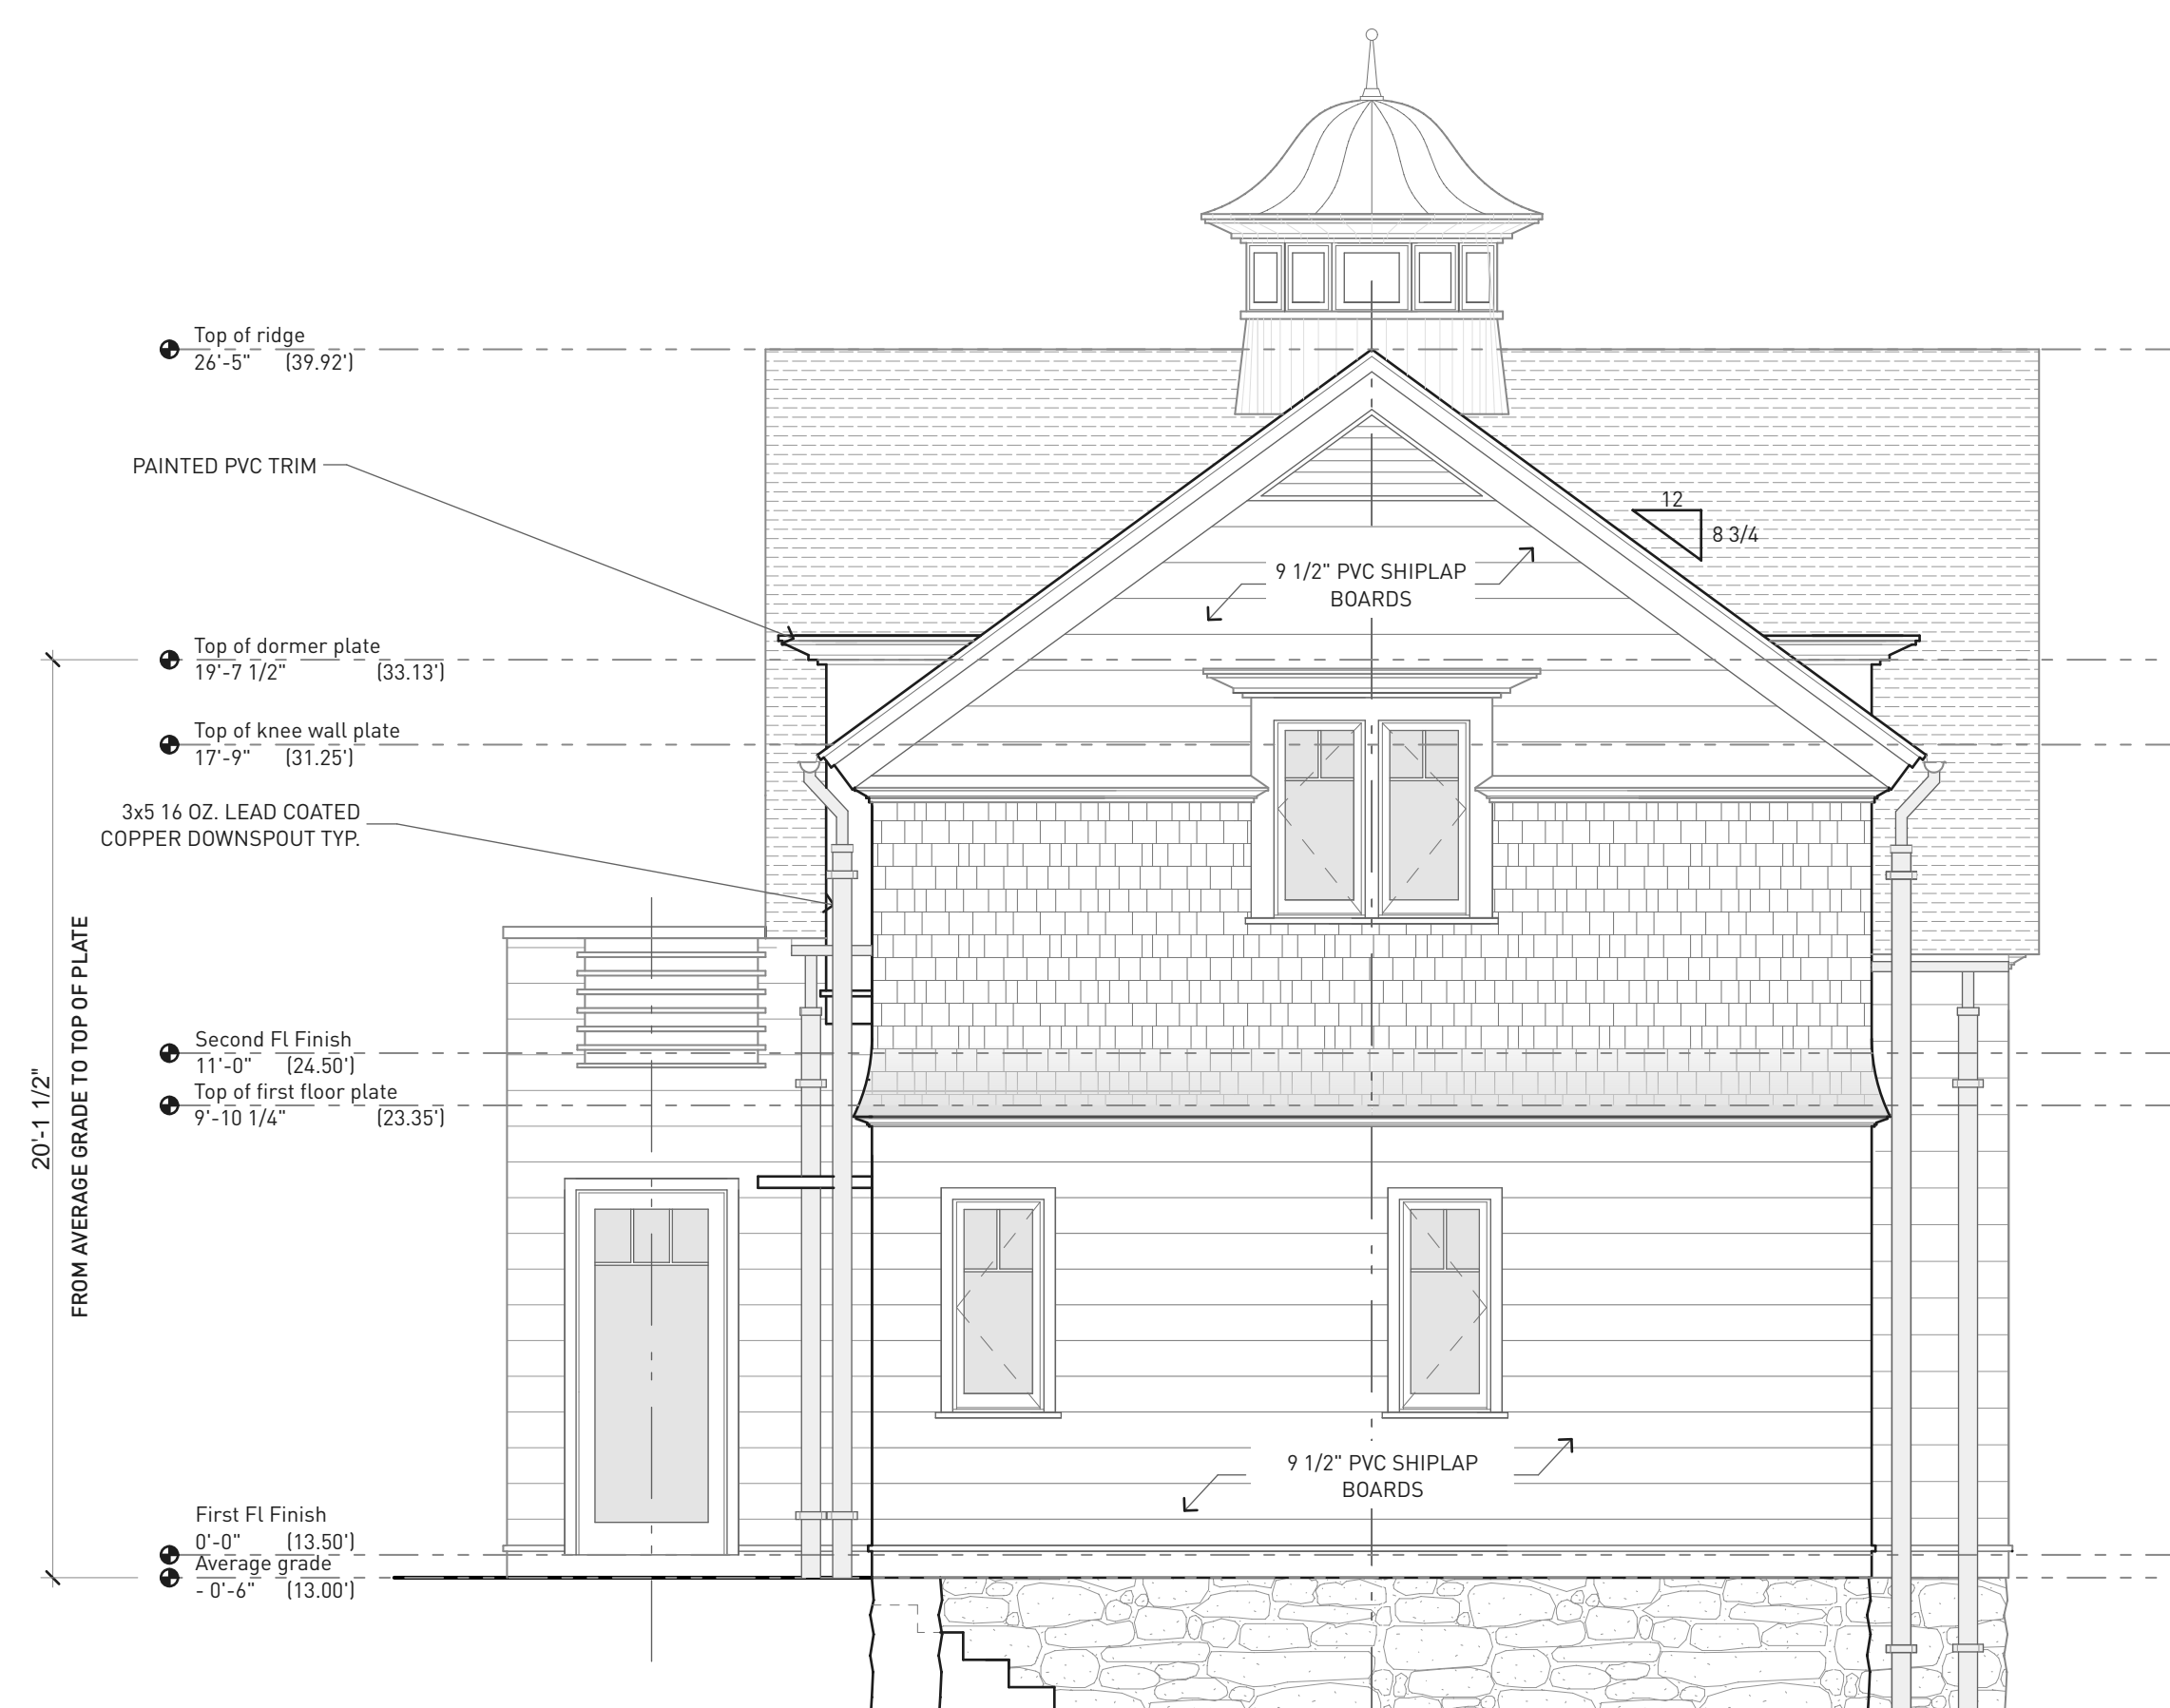 Top of ridge
26'-5" (39.92')
PAINTED PVC TRIM
12
8 3/4
9 1/2" PVC SHIPLAP
BOARDS
Top of dormer plate
19'-7 1/2" (33.13')
Top of knee wall plate
17'-9" (31.25')
3x5 16 OZ. LEAD COATED
COPPER DOWNSPOUT TYP.
20'-1 1/2"
FROM AVERAGE GRADE TO TOP OF PLATE
Second Fl Finish
11'-0" (24.50')
Top of first floor plate
9'-10 1/4" (23.35')
9 1/2" PVC SHIPLAP
BOARDS
First Fl Finish
0'-0" (13.50')
Average grade
- 0'-6" (13.00')